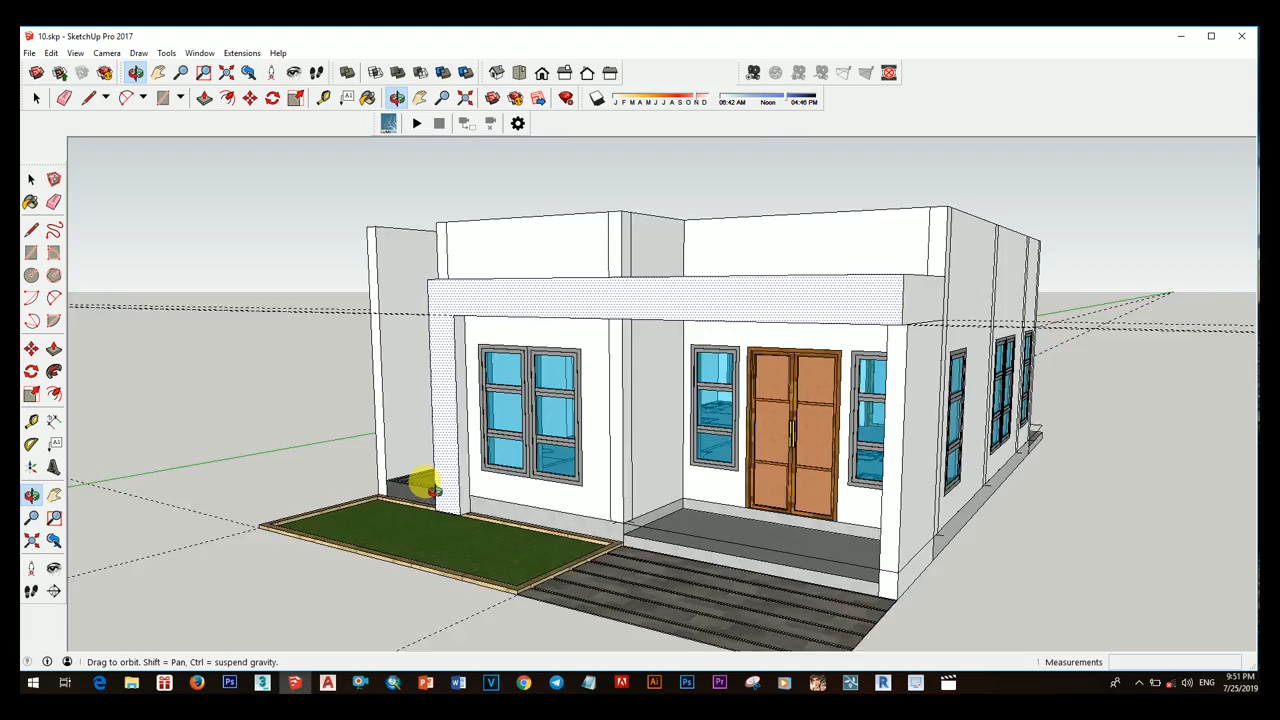 10.skp - SketchUp Pro 2017
File Edit View Camera Draw Tools Window Extensions Help
J F M A M J J A S O N D 06:42 AM Noon 04:46 PM
Drag to orbit. Shift = Pan, Ctrl = suspend gravity.
Measurements
ENG
9:51 PM
7/25/2019